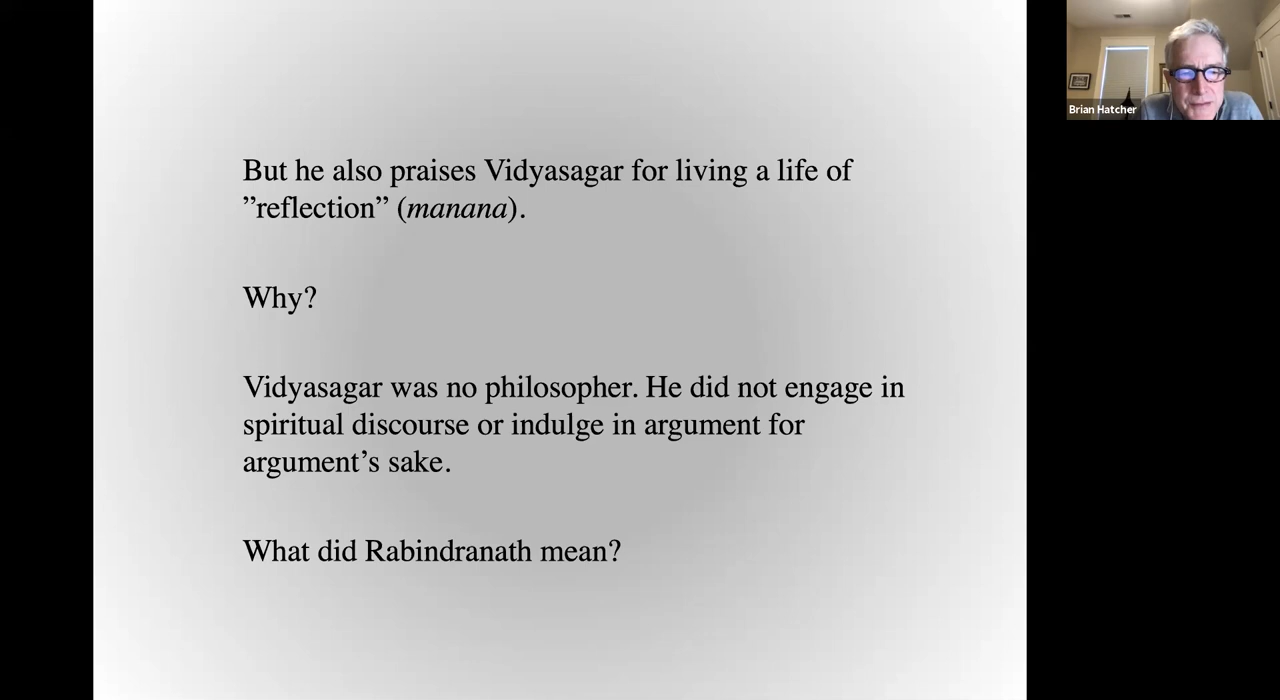 But he also praises Vidyasagar for living a life of
”reflection” (manana).
Why?
Vidyasagar was no philosopher. He did not engage in
spiritual discourse or indulge in argument for
argument’s sake.
What did Rabindranath mean?
Brian Hatcher